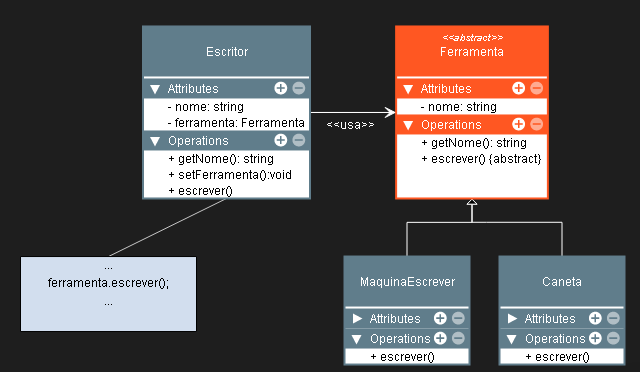 Escritor
Attributes
- nome: string
- ferramenta: Ferramenta
Operations
+ getNome(): string
+ setFerramenta():void
+ escrever()
<<usa>>
<<abstract>>
Ferramenta
Attributes
- nome: string
Operations
+ getNome(): string
+ escrever() {abstract}
...
ferramenta.escrever();
...
MaquinaEscrever
Attributes
Operations
+ escrever()
Caneta
Attributes
Operations
+ escrever()